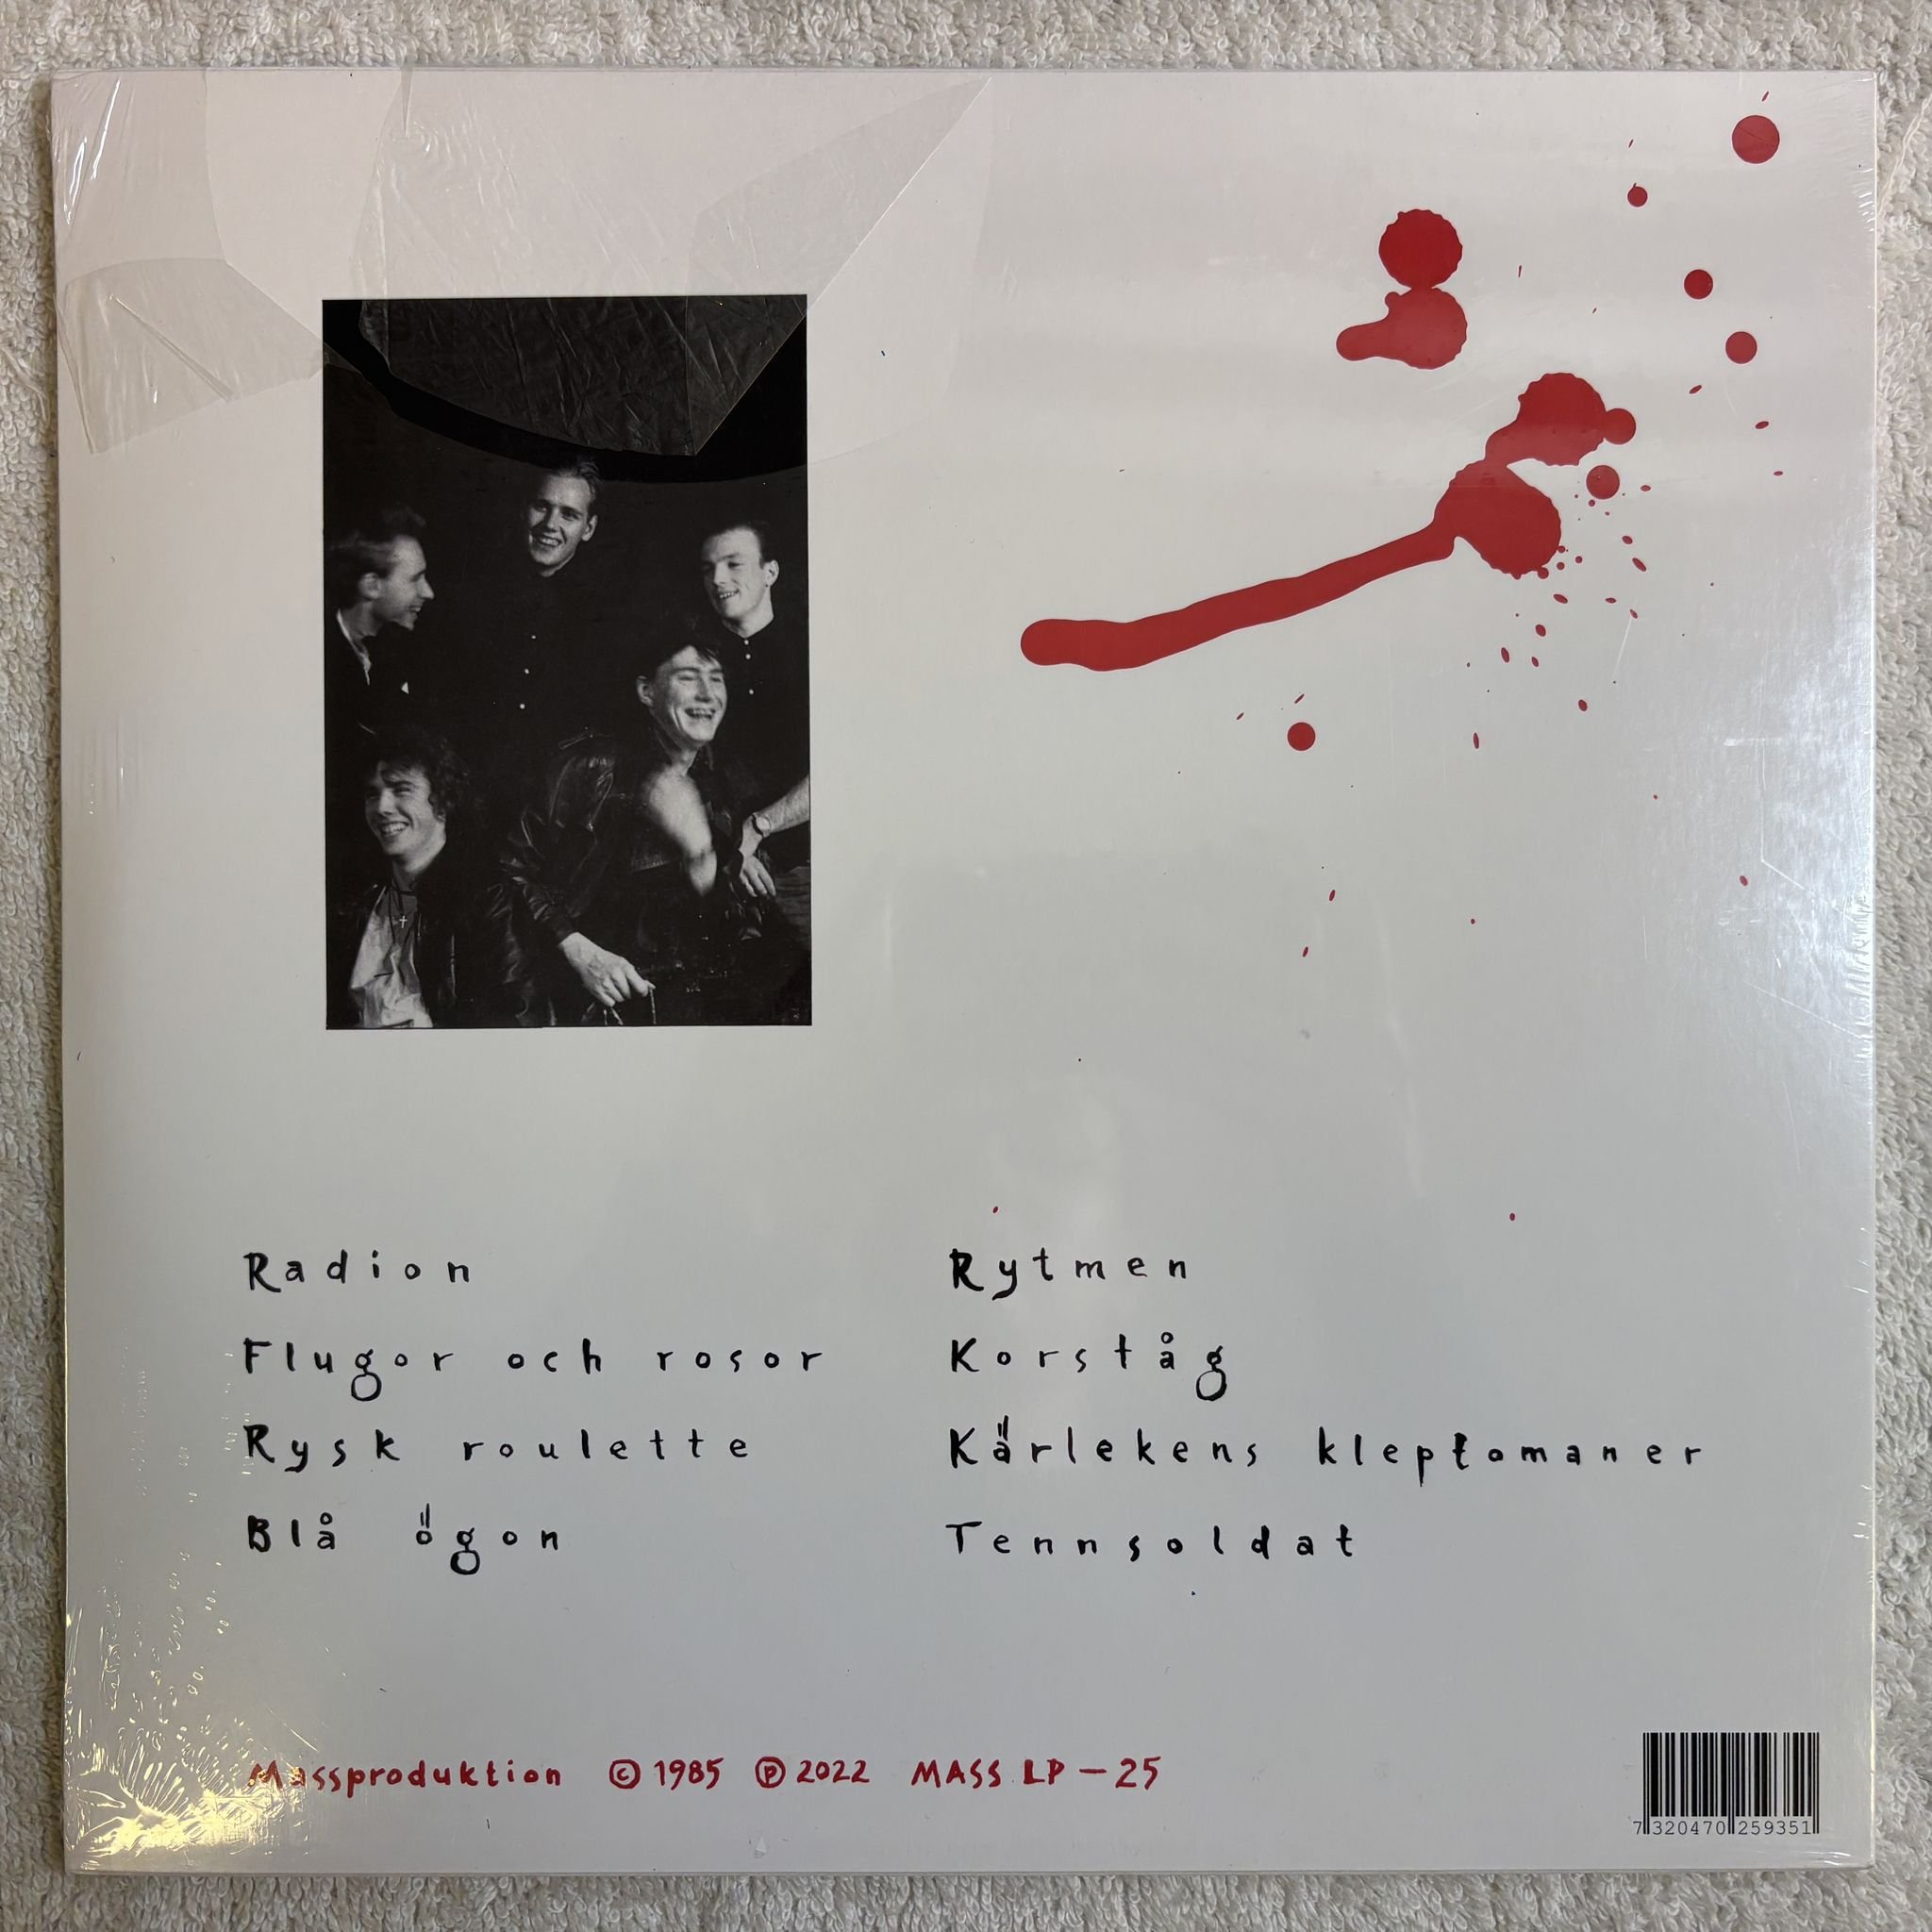 Radion
Flugor och rosor
Rysk roulette
Blå ögon
Rytmen
Korståg
Kärlekens kleptomaner
Tennsoldat
Massproduktion © 1985 ℗ 2022 MASS LP - 25
7 320470 259351